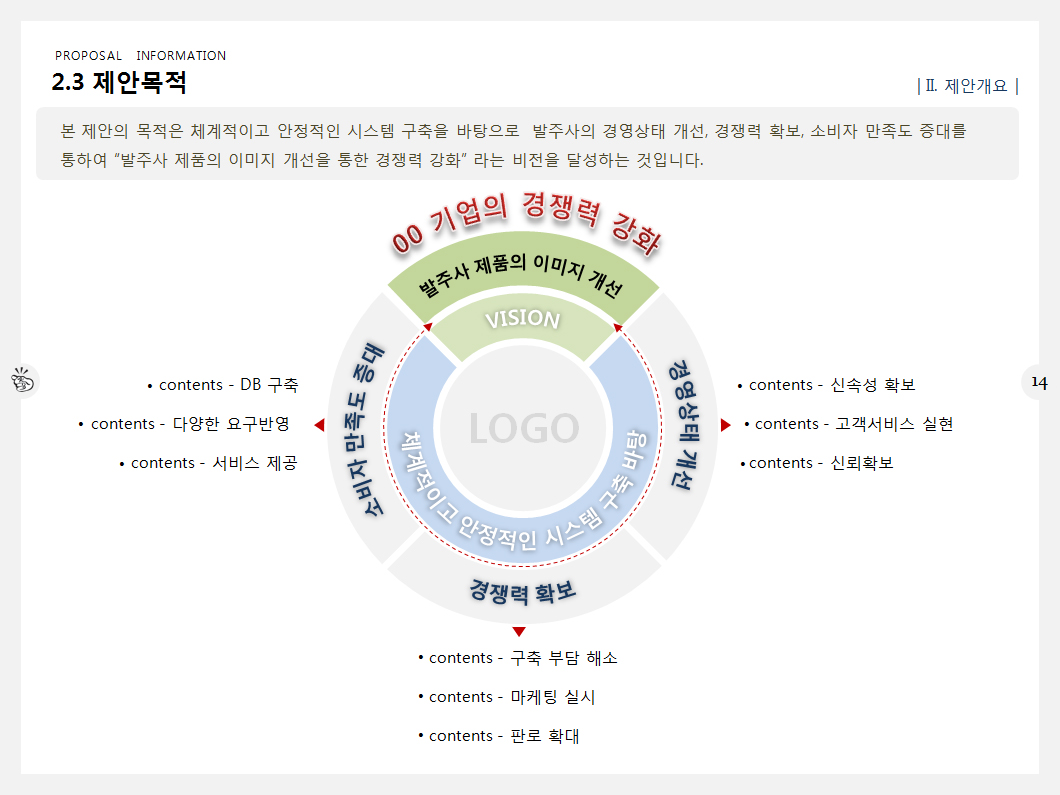 PROPOSAL INFORMATION
2.3 제안목적
| Ⅱ. 제안개요 |
본 제안의 목적은 체계적이고 안정적인 시스템 구축을 바탕으로 발주사의 경영상태 개선, 경쟁력 확보, 소비자 만족도 증대를
통하여 “발주사 제품의 이미지 개선을 통한 경쟁력 강화” 라는 비전을 달성하는 것입니다.
00 기업의 경쟁력 강화
발주사 제품의 이미지 개선
VISION
소비자 만족도 증대
• contents - DB 구축
• contents - 다양한 요구반영
• contents - 서비스 제공
LOGO
체계적이고 안정적인 시스템 구축 바탕
경영상태 개선
• contents - 신속성 확보
• contents - 고객서비스 실현
• contents - 신뢰확보
14
경쟁력 확보
• contents - 구축 부담 해소
• contents - 마케팅 실시
• contents - 판로 확대